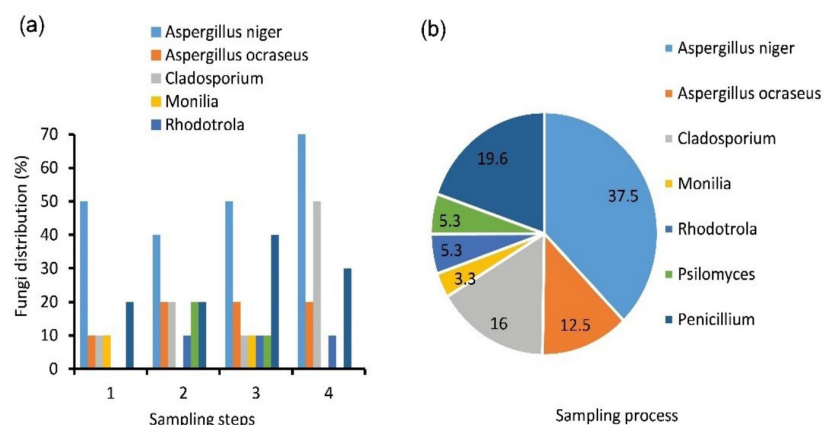 (a)
Aspergillus niger
Aspergillus ocraseus
Cladosporium
Monilia
Rhodotrola
Fungi distribution (%)
70
60
50
40
30
20
10
0
1 2 3 4
Sampling steps
(b)
19.6
37.5
5.3
5.3
3.3
16
12.5
Aspergillus niger
Aspergillus ocraseus
Cladosporium
Monilia
Rhodotrola
Psilomyces
Penicillium
Sampling process